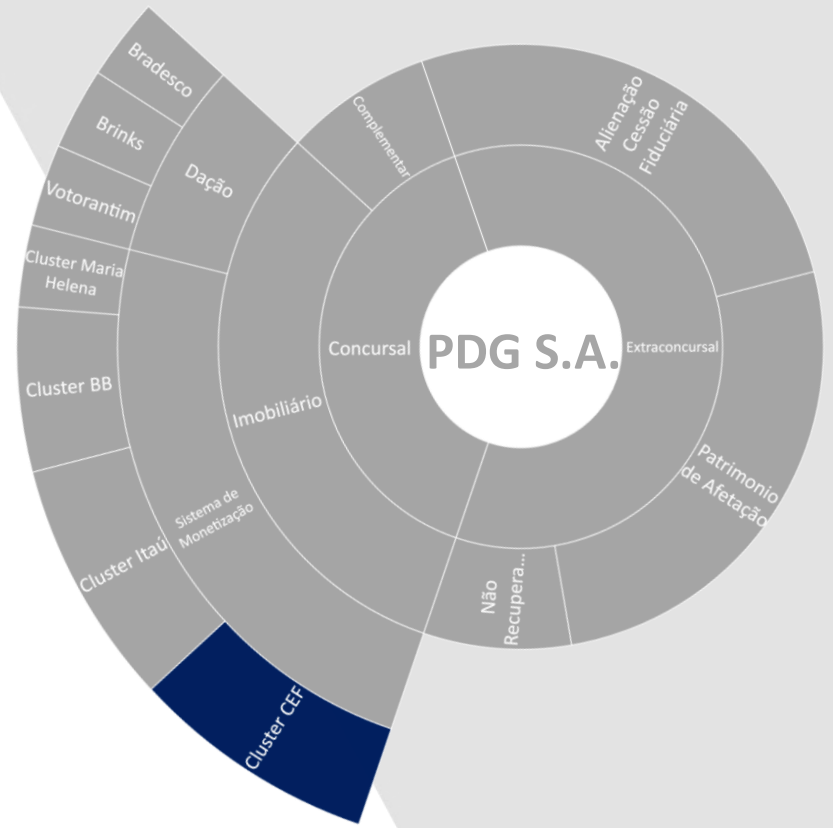 Bradesco
Brinks
Votorantim
Cluster Maria
Helena
Cluster BB
Cluster Itaú
Cluster CEF
Dação
Sistema de
Monetização
Imobiliário
Complementar
Concursal
PDG S.A.
Extraconcursal
Alienação
Cessão
Fiduciária
Patrimonio
de Afetação
Não
Recupera...